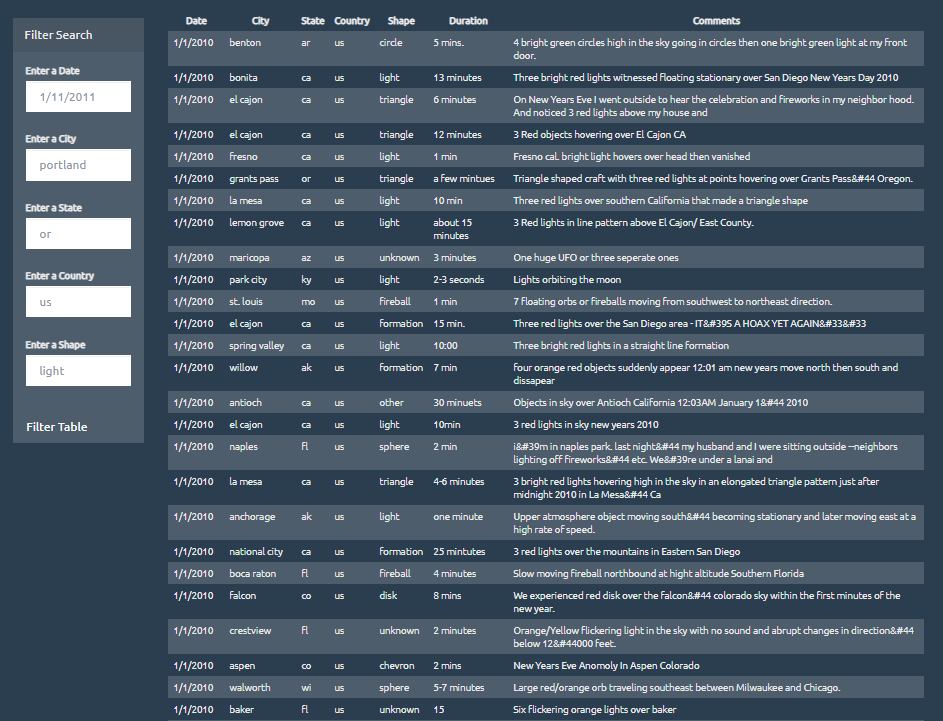 Filter Search
Enter a Date
1/11/2011
Enter a City
portland
Enter a State
or
Enter a Country
us
Enter a Shape
light
Filter Table
Date City State Country Shape Duration Comments
1/1/2010 benton ar us circle 5 mins. 4 bright green circles high in the sky going in circles then one bright green light at my front
door.
1/1/2010 bonita ca us light 13 minutes Three bright red lights witnessed floating stationary over San Diego New Years Day 2010
1/1/2010 el cajon ca us triangle 6 minutes On New Years Eve I went outside to hear the celebration and fireworks in my neighbor hood.
And noticed 3 red lights above my house and
1/1/2010 el cajon ca us triangle 12 minutes 3 Red objects hovering over El Cajon CA
1/1/2010 fresno ca us light 1 min Fresno cal. bright light hovers over head then vanished
1/1/2010 grants pass or us triangle a few mintues Triangle shaped craft with three red lights at points hovering over Grants Pass&#44 Oregon.
1/1/2010 la mesa ca us light 10 min Three red lights over southern California that made a triangle shape
1/1/2010 lemon grove ca us light about 15 3 Red lights in line pattern above El Cajon/ East County.
minutes
1/1/2010 maricopa az us unknown 3 minutes One huge UFO or three seperate ones
1/1/2010 park city ky us light 2-3 seconds Lights orbiting the moon
1/1/2010 st. louis mo us fireball 1 min 7 floating orbs or fireballs moving from southwest to northeast direction.
1/1/2010 el cajon ca us formation 15 min. Three red lights over the San Diego area - IT&#39S A HOAX YET AGAIN&#33&#33
1/1/2010 spring valley ca us light 10:00 Three bright red lights in a straight line formation
1/1/2010 willow ak us formation 7 min four orange red objects suddenly appear 12:01 am new years move north then south and
dissapear
1/1/2010 antioch ca us other 30 minuets Objects in sky over Antioch California 12:03AM January 1&#44 2010
1/1/2010 el cajon ca us light 10min 3 red lights in sky new years 2010
1/1/2010 naples fl us sphere 2 min i&#39m in naples park. last night&#44 my husband and I were sitting outside --neighbors
lighting off fireworks&#44 etc. We&#39re under a lanai and
1/1/2010 la mesa ca us triangle 4-6 minutes 3 bright red lights hovering high in the sky in an elongated triangle pattern just after
midnight 2010 in La Mesa&#44 Ca
1/1/2010 anchorage ak us light one minute Upper atmosphere object moving south&#44 becoming stationary and later moving east at a
high rate of speed.
1/1/2010 national city ca us formation 25 mintutes 3 red lights over the mountains in Eastern San Diego
1/1/2010 boca raton fl us fireball 4 minutes Slow moving fireball northbound at hight altitude Southern Florida
1/1/2010 falcon co us disk 8 mins We experienced red disk over the falcon&#44 colorado sky within the first minutes of the
new year.
1/1/2010 crestview fl us unknown 2 minutes Orange/Yellow flickering light in the sky with no sound and abrupt changes in direction&#44
below 12&#44000 feet.
1/1/2010 aspen co us chevron 2 mins New Years Eve Anomoly In Aspen Colorado
1/1/2010 walworth wi us sphere 5-7 minutes Large red/orange orb traveling southeast between Milwaukee and Chicago.
1/1/2010 baker fl us unknown 15 Six flickering orange lights over baker